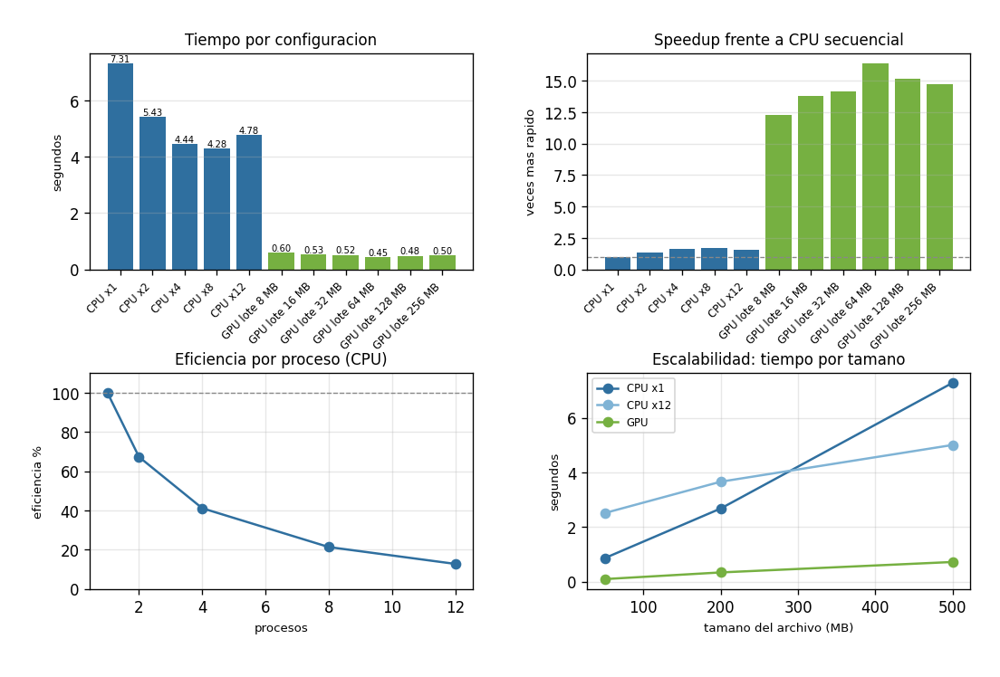 Tiempo por configuracion
segundos
6
4
2
0
7.31
5.43
4.44
4.28
4.78
0.60
0.53
0.52
0.45
0.48
0.50
CPU x1
CPU x2
CPU x4
CPU x8
CPU x12
GPU lote 8 MB
GPU lote 16 MB
GPU lote 32 MB
GPU lote 64 MB
GPU lote 128 MB
GPU lote 256 MB
Speedup frente a CPU secuencial
veces mas rapido
15.0
12.5
10.0
7.5
5.0
2.5
0.0
CPU x1
CPU x2
CPU x4
CPU x8
CPU x12
GPU lote 8 MB
GPU lote 16 MB
GPU lote 32 MB
GPU lote 64 MB
GPU lote 128 MB
GPU lote 256 MB
Eficiencia por proceso (CPU)
eficiencia %
100
80
60
40
20
0
2
4
6
8
10
12
procesos
Escalabilidad: tiempo por tamano
segundos
6
4
2
0
CPU x1
CPU x12
GPU
100
200
300
400
500
tamano del archivo (MB)